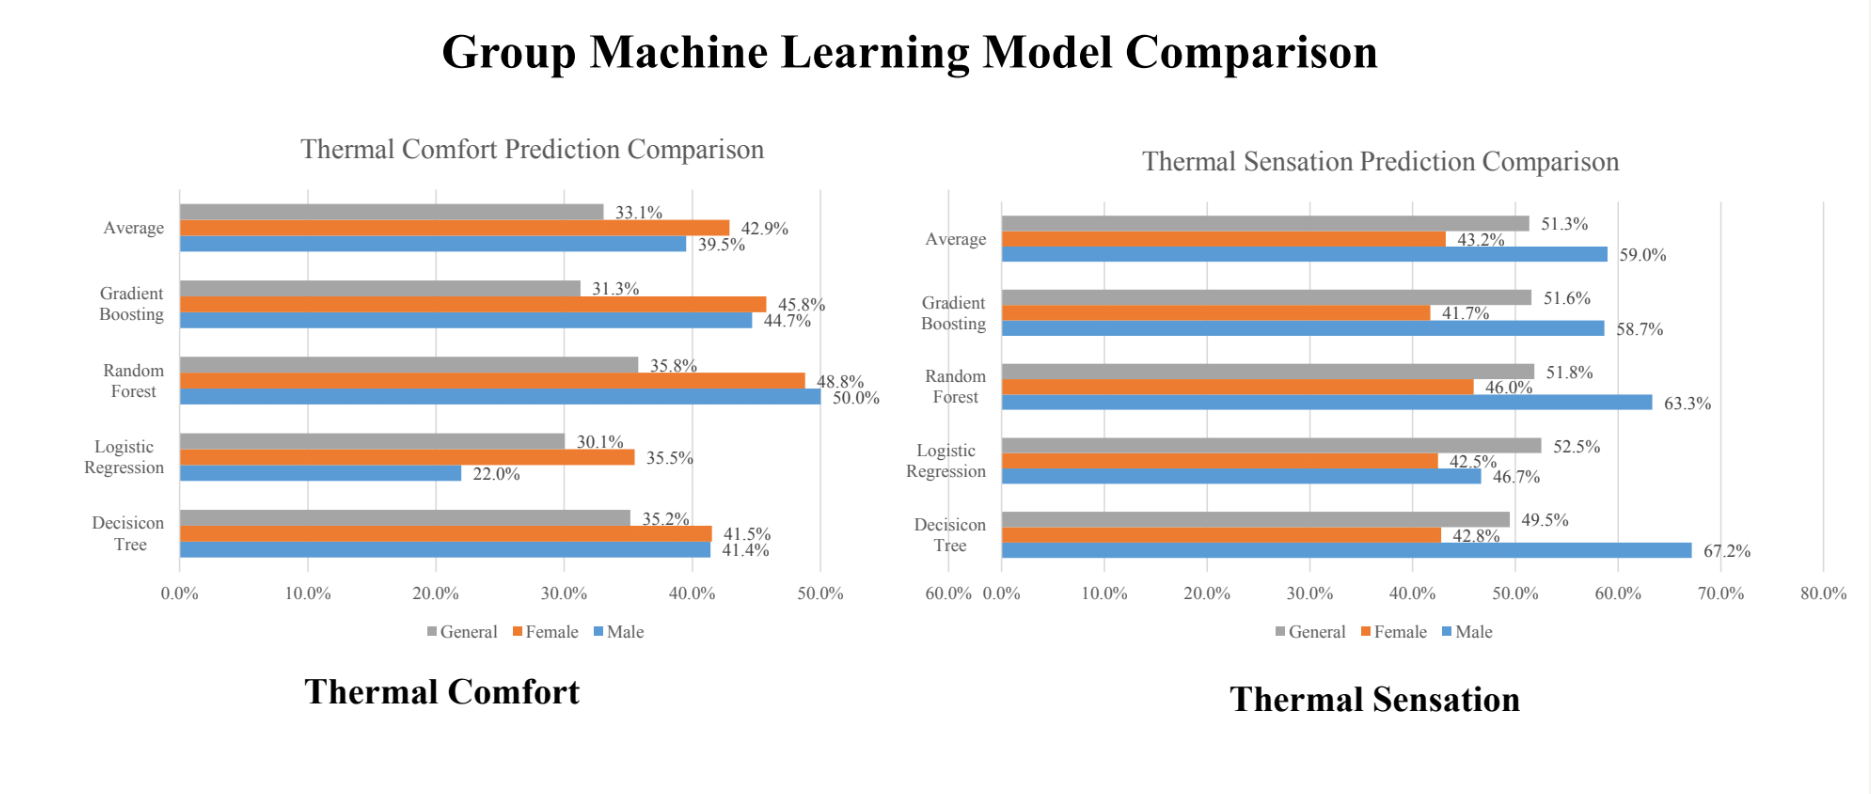 Group Machine Learning Model Comparison
Thermal Comfort Prediction Comparison
Average
33.1%
42.9%
39.5%
Gradient
Boosting
31.3%
45.8%
44.7%
Random
Forest
35.8%
48.8%
50.0%
Logistic
Regression
30.1%
35.5%
22.0%
Decisicon
Tree
35.2%
41.5%
41.4%
0.0% 10.0% 20.0% 30.0% 40.0% 50.0% 60.0%
General Female Male
Thermal Comfort
Thermal Sensation Prediction Comparison
Average
51.3%
43.2%
59.0%
Gradient
Boosting
51.6%
41.7%
58.7%
Random
Forest
51.8%
46.0%
63.3%
Logistic
Regression
52.5%
42.5%
46.7%
Decisicon
Tree
49.5%
42.8%
67.2%
0.0% 10.0% 20.0% 30.0% 40.0% 50.0% 60.0% 70.0% 80.0%
General Female Male
Thermal Sensation